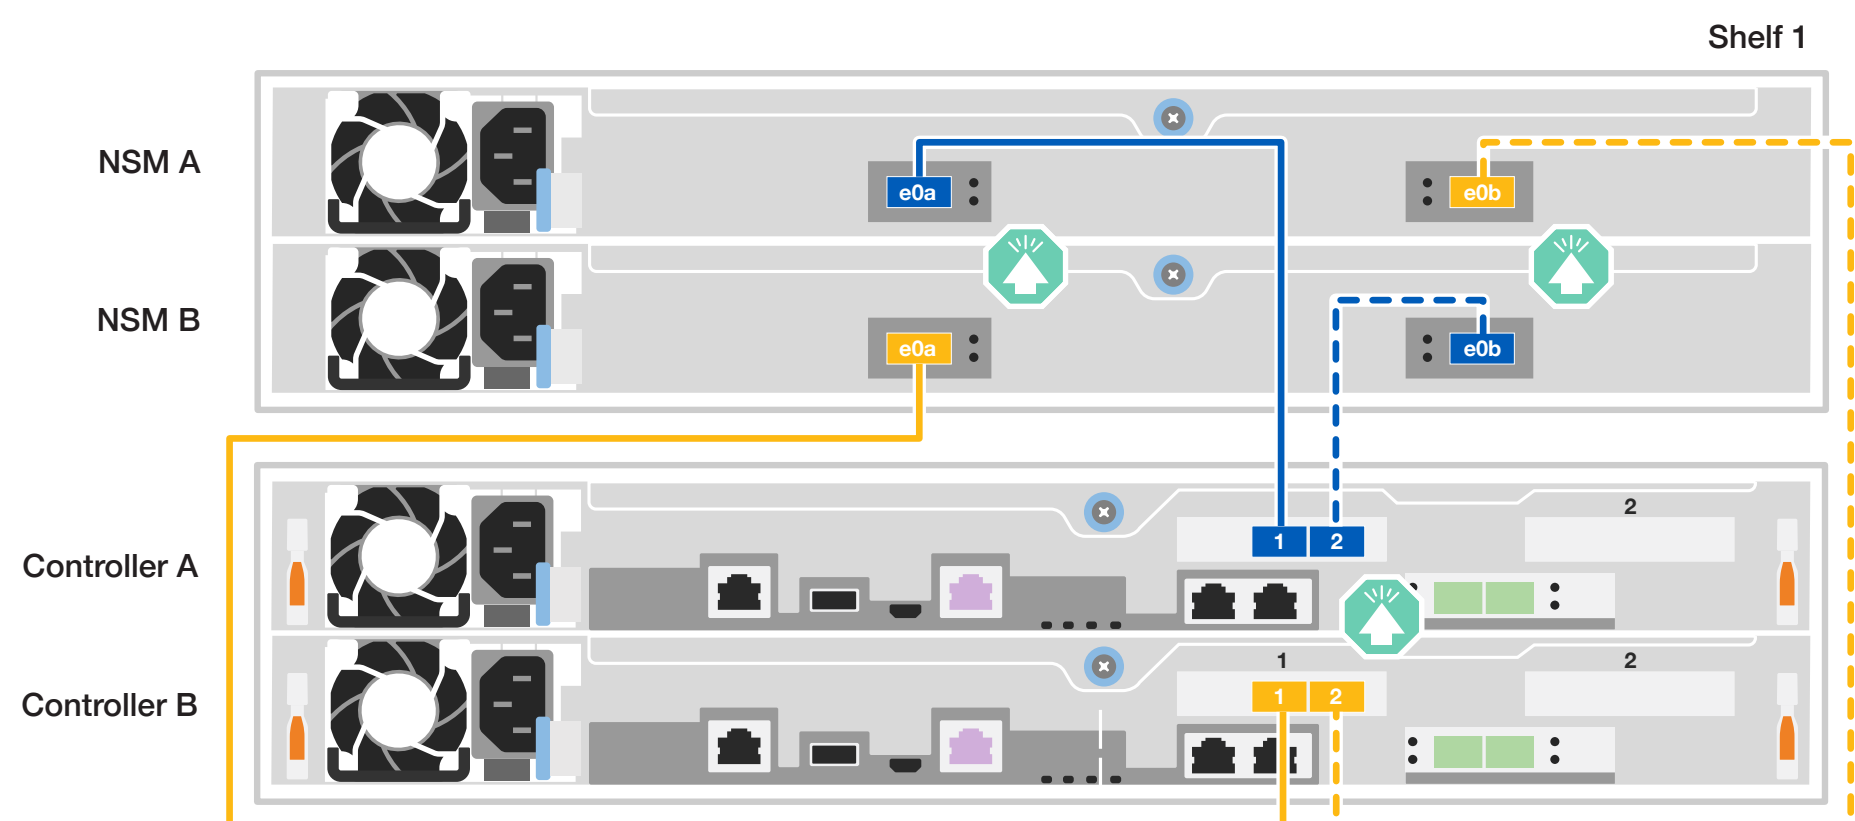 Shelf 1
NSM A
e0a
e0b
NSM B
e0a
e0b
2
Controller A
1 2
1
2
Controller B
1 2